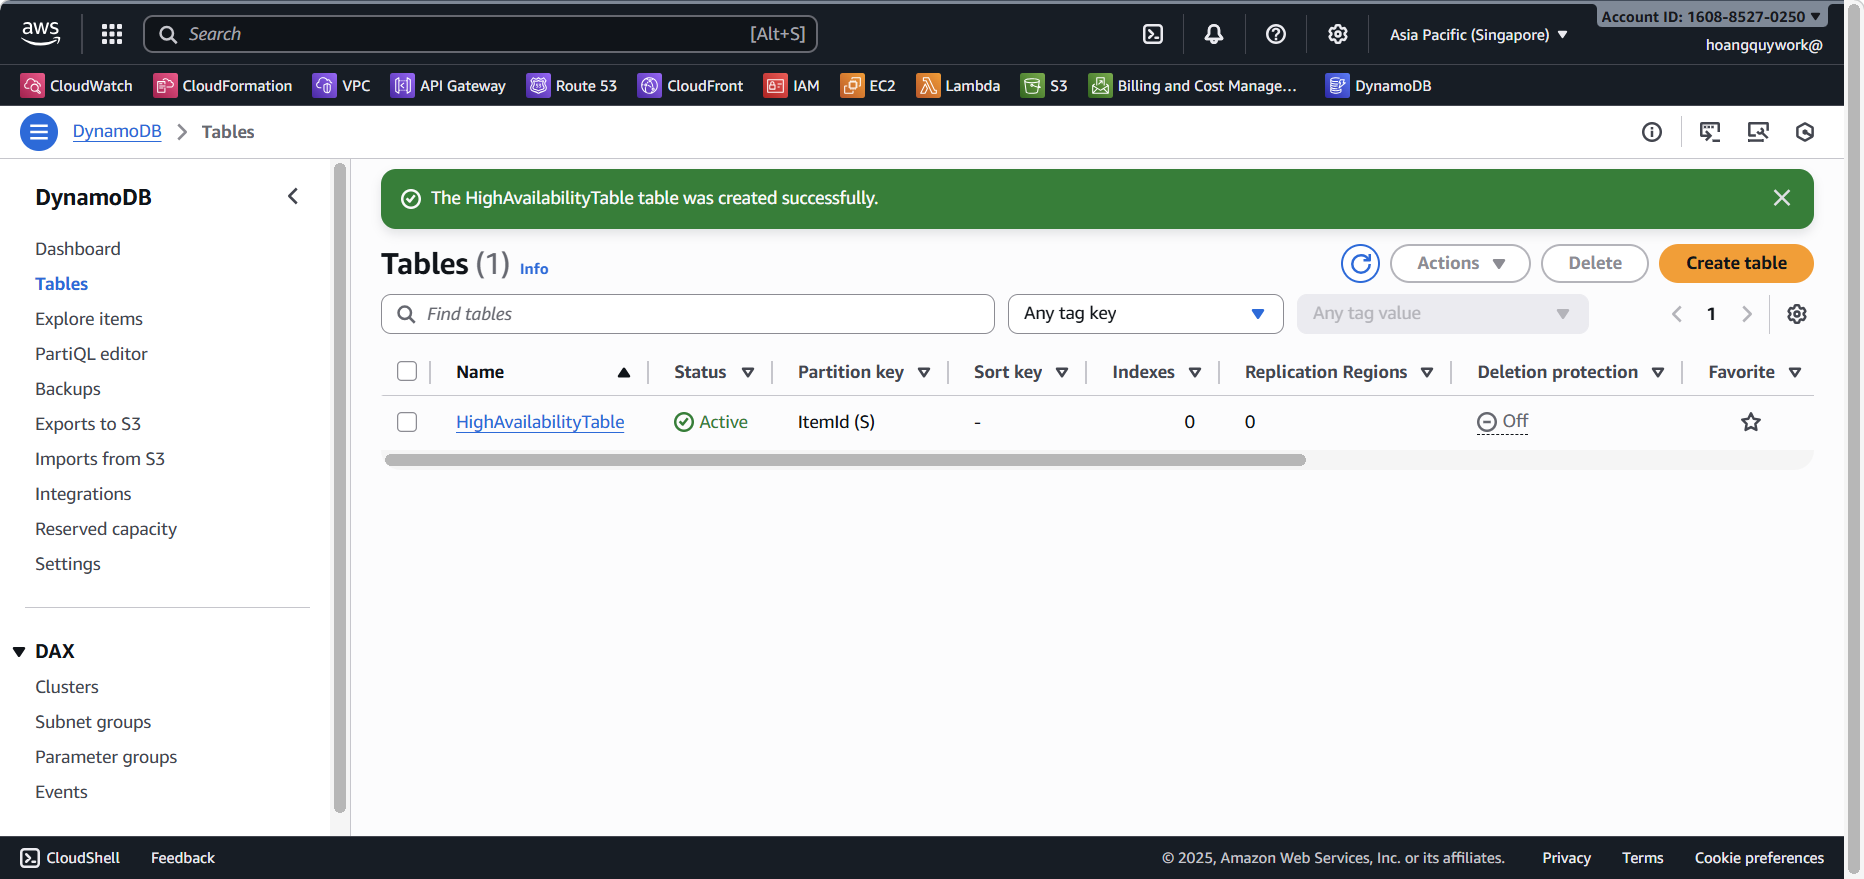 aws
Search
[Alt+S]
Asia Pacific (Singapore)
Account ID: 1608-8527-0250
hoangquywork@
CloudWatch
CloudFormation
VPC
API Gateway
Route 53
CloudFront
IAM
EC2
Lambda
S3
Billing and Cost Manage...
DynamoDB
DynamoDB
Tables
DynamoDB
Dashboard
Tables
Explore items
PartiQL editor
Backups
Exports to S3
Imports from S3
Integrations
Reserved capacity
Settings
DAX
Clusters
Subnet groups
Parameter groups
Events
The HighAvailabilityTable table was created successfully.
Tables (1) Info
Actions
Delete
Create table
Find tables
Any tag key
Any tag value
1
Name
Status
Partition key
Sort key
Indexes
Replication Regions
Deletion protection
Favorite
HighAvailabilityTable
Active
ItemId (S)
-
0
0
Off
CloudShell
Feedback
© 2025, Amazon Web Services, Inc. or its affiliates.
Privacy
Terms
Cookie preferences